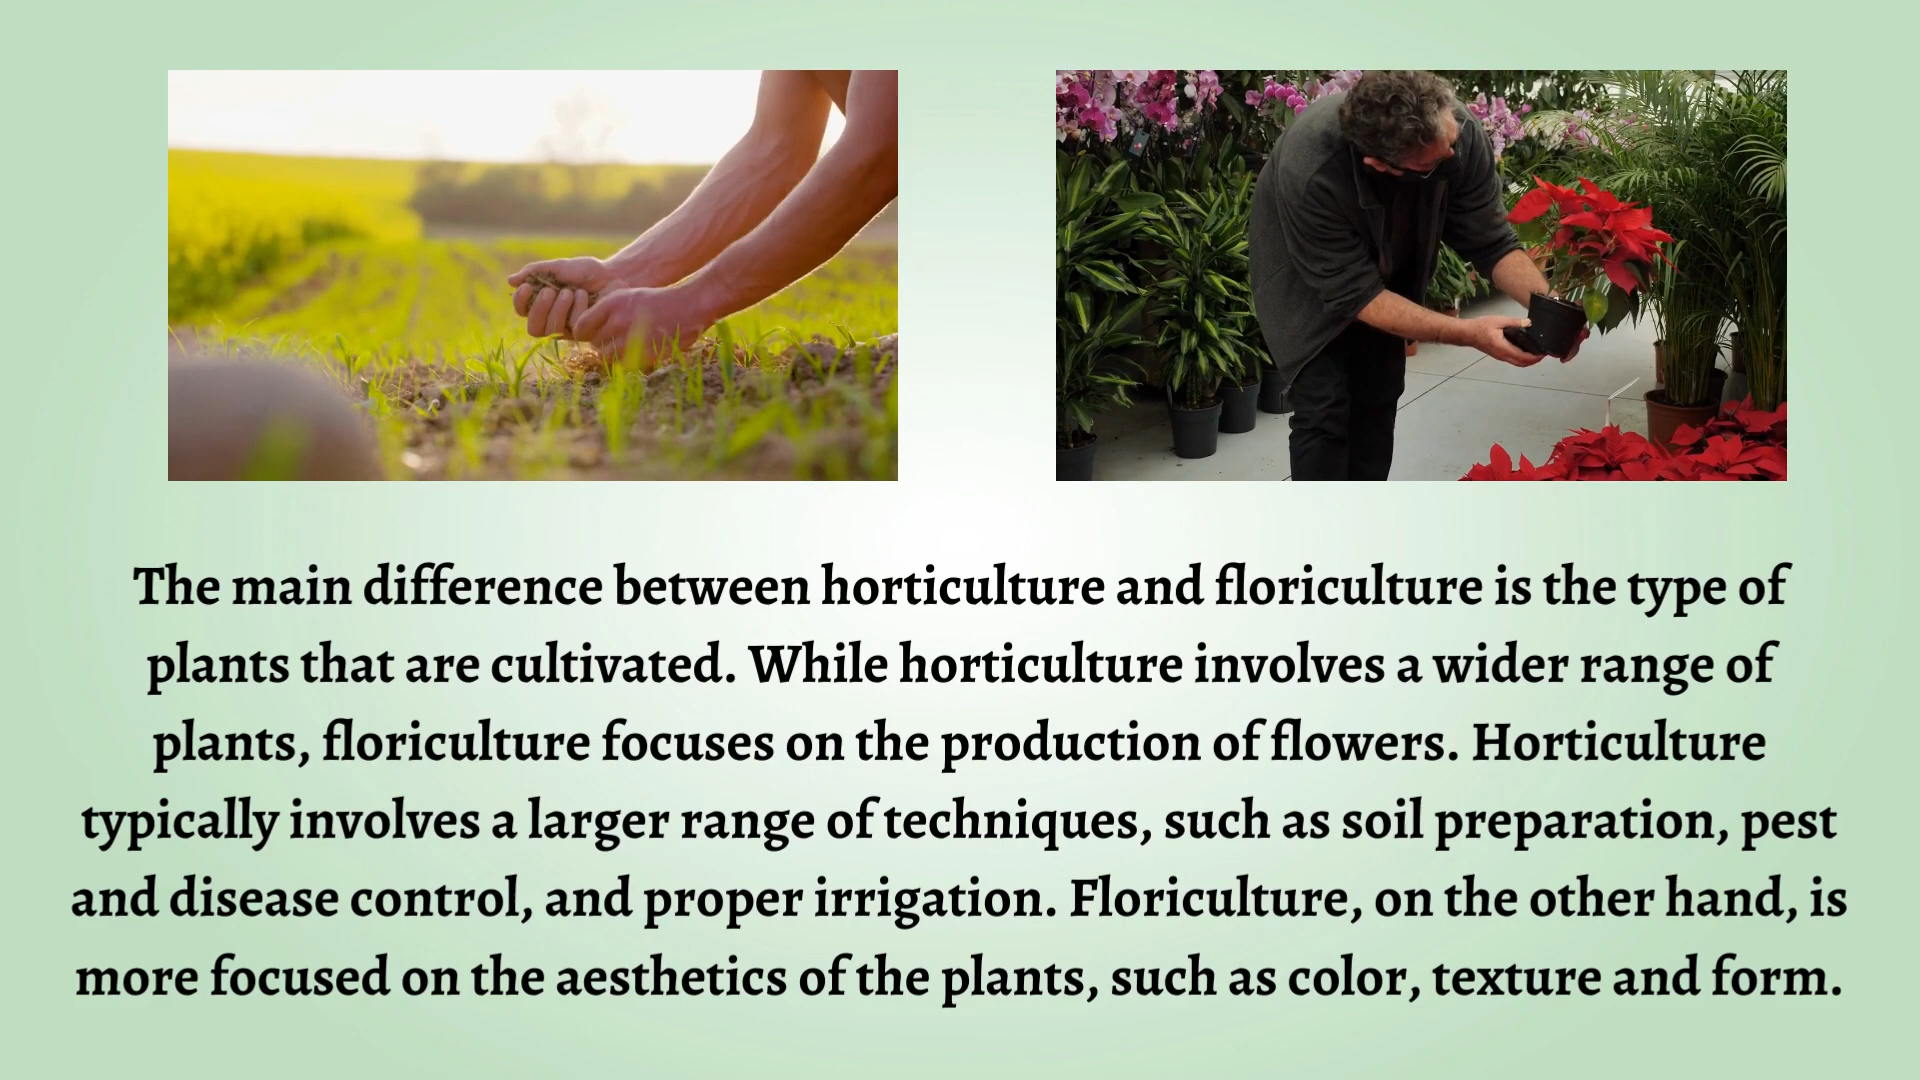 The main difference between horticulture and floriculture is the type of
plants that are cultivated. While horticulture involves a wider range of
plants, floriculture focuses on the production of flowers. Horticulture
typically involves a larger range of techniques, such as soil preparation, pest
and disease control, and proper irrigation. Floriculture, on the other hand, is
more focused on the aesthetics of the plants, such as color, texture and form.